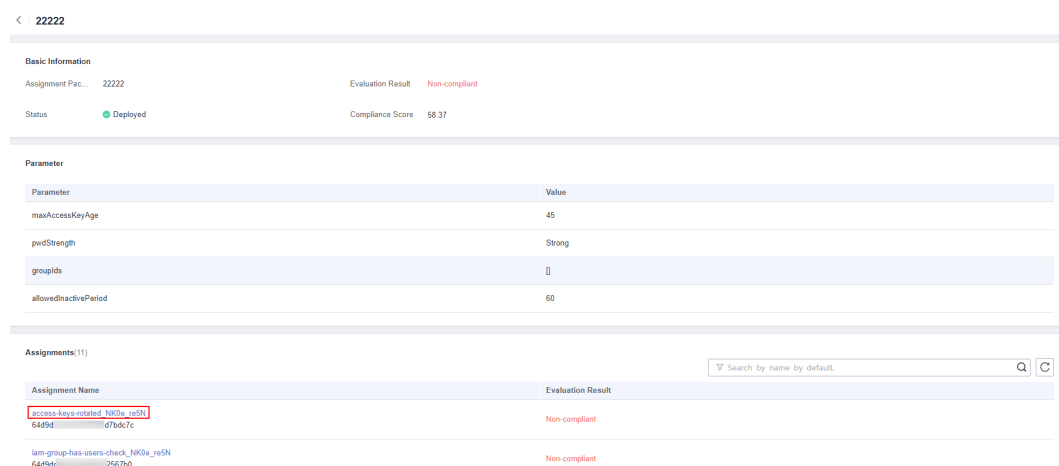 22222
Basic Information
Assignment Pac... 22222 Evaluation Result Non-compliant
Status Deployed Compliance Score 58.37
Parameter
Parameter Value
maxAccessKeyAge 45
pwdStrength Strong
groupIds []
allowedInactivePeriod 60
Assignments(11)
Search by name by default.
Assignment Name Evaluation Result
access-keys-rotated_NK0e_re5N
Non-compliant
64d9d d7bdc7c
iam-group-has-users-check_NK0e_re5N
Non-compliant
2567b0